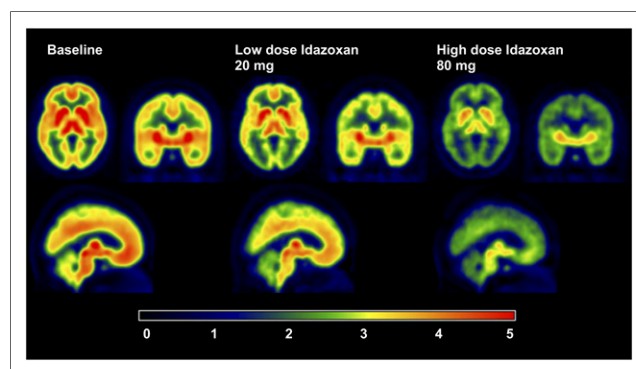 Baseline
Low dose Idazoxan
20 mg
High dose Idazoxan
80 mg
0 1 2 3 4 5